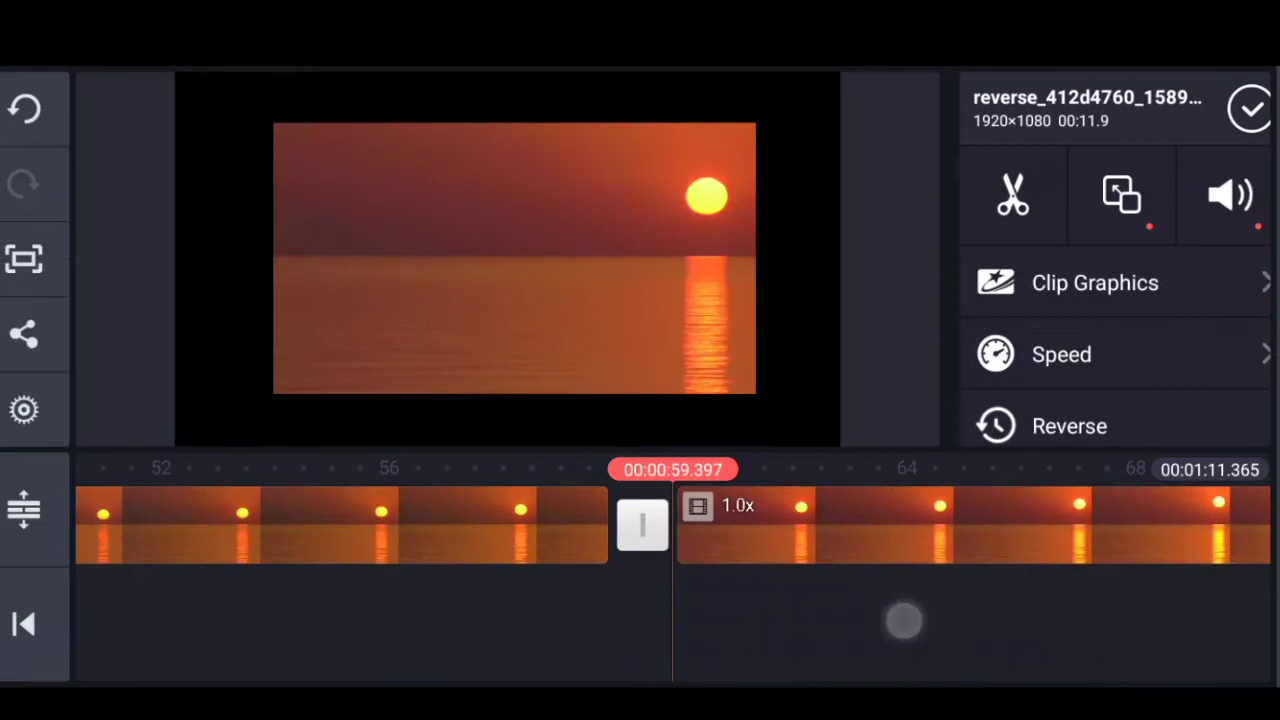 reverse_412d4760_1589...
1920×1080 00:11.9
Clip Graphics
Speed
Reverse
52
56
00:00:59.397
64
68
00:01:11.365
1.0x